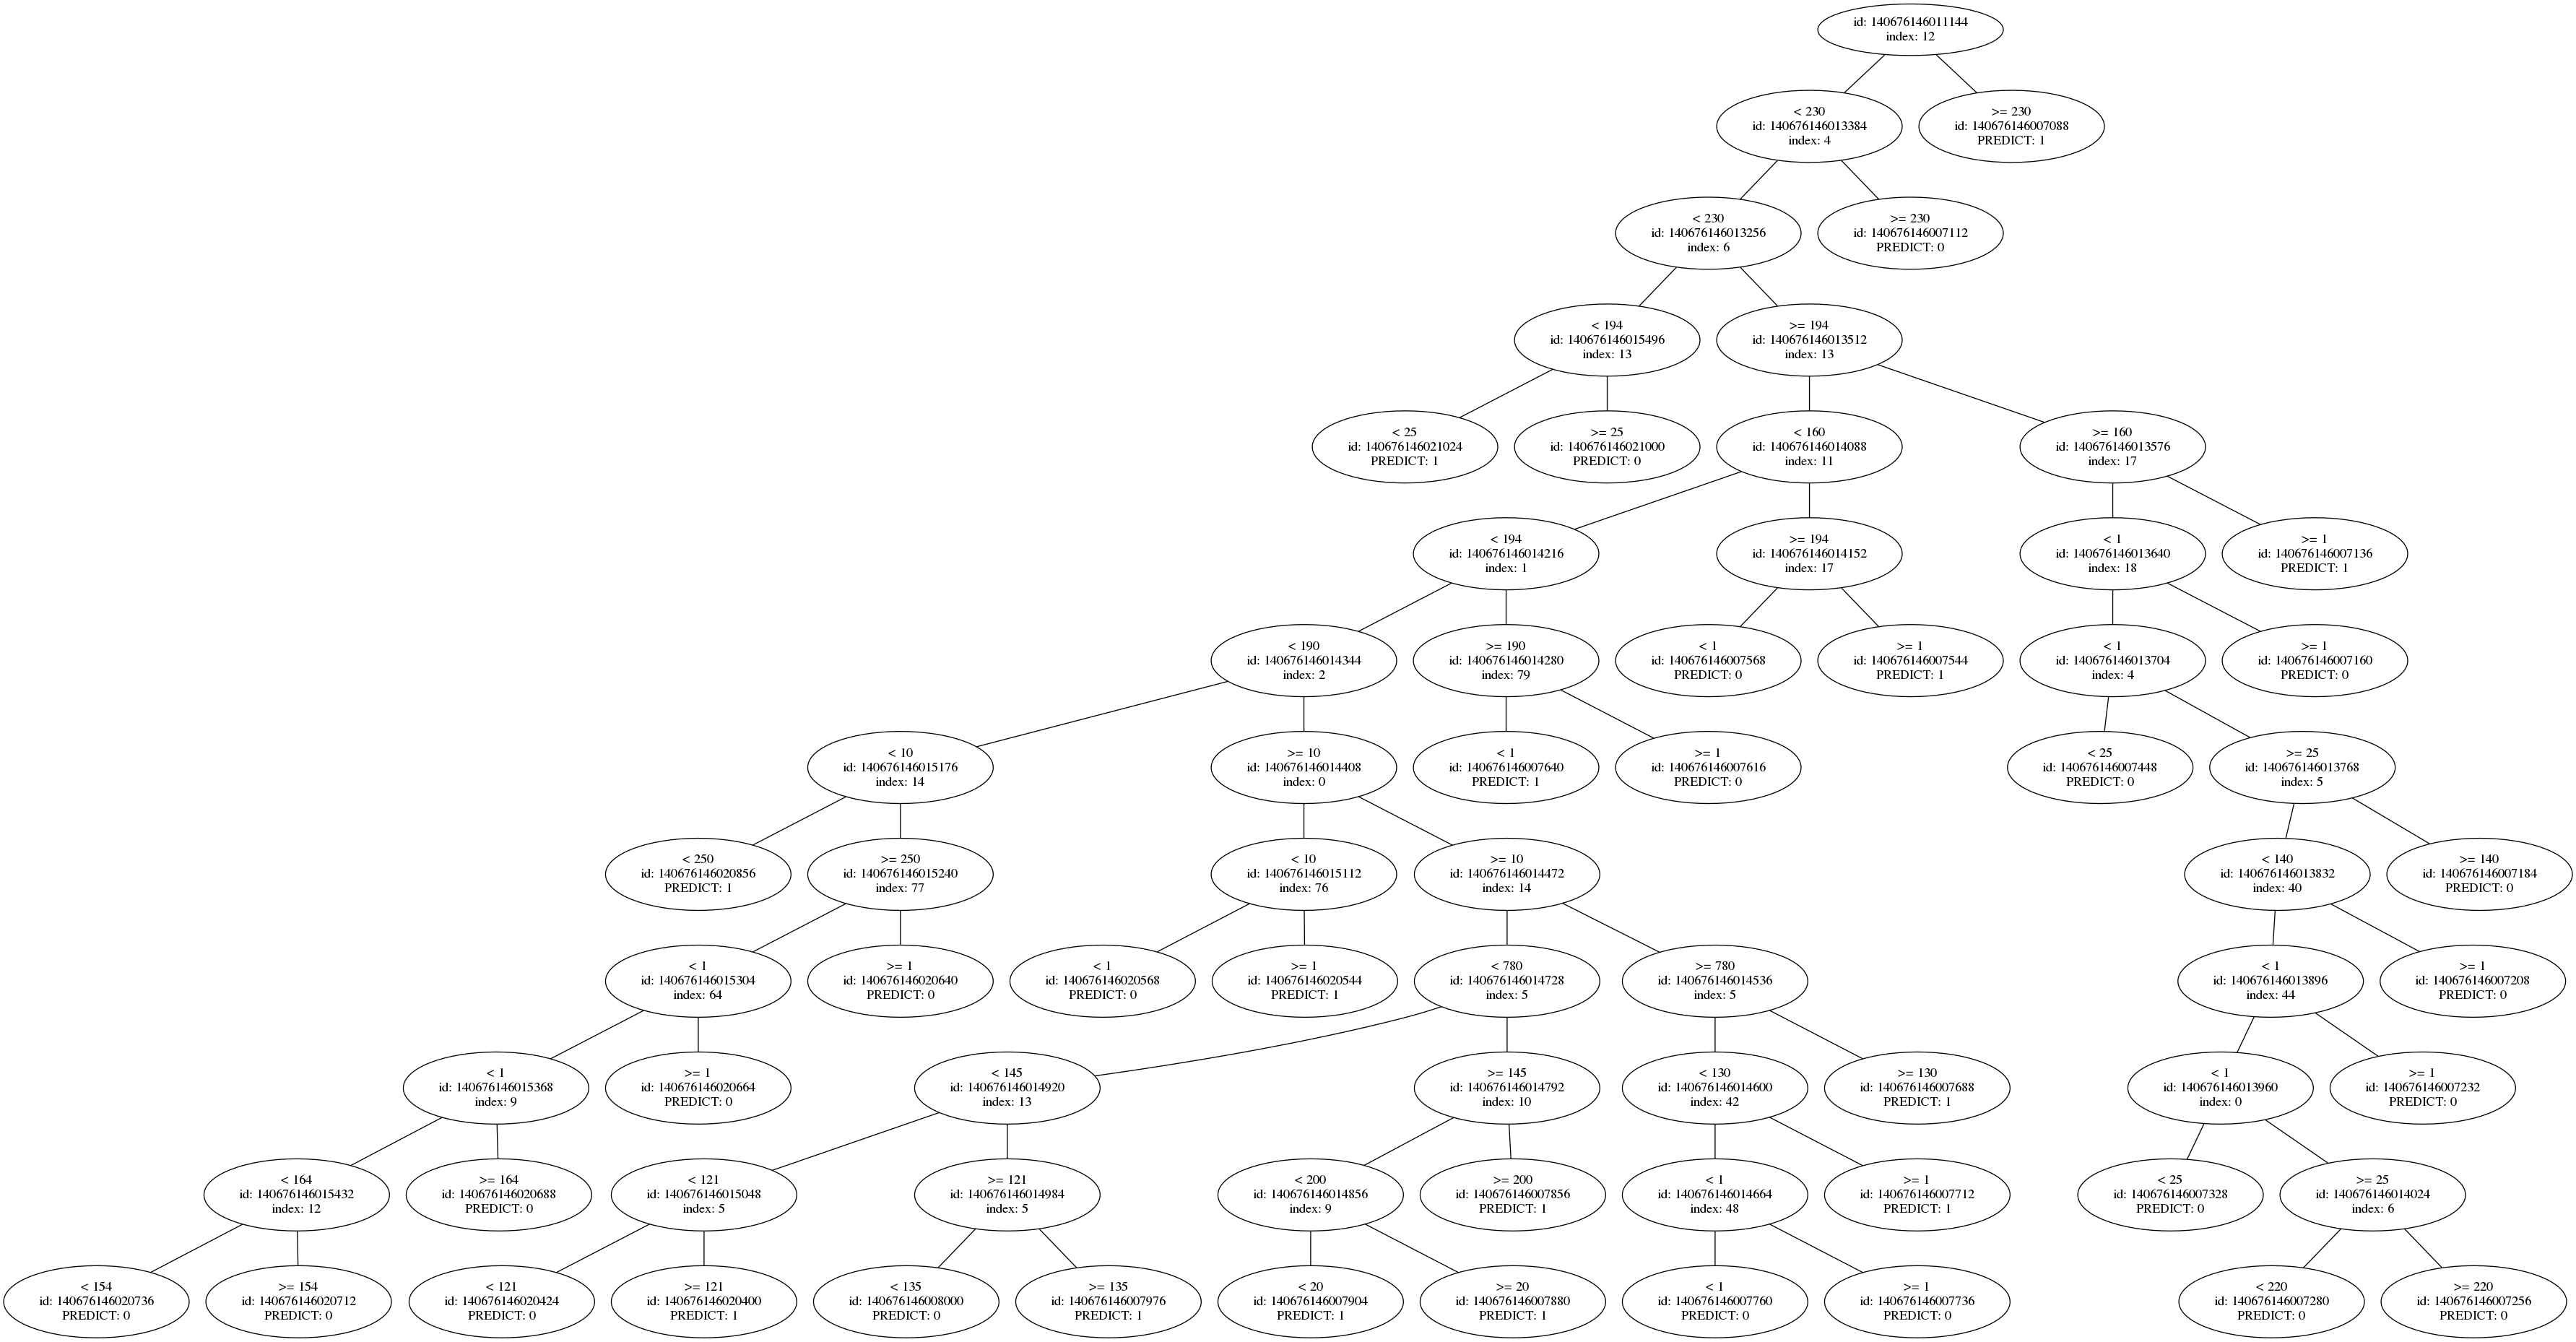 id: 140676146011144
index: 12
< 230
id: 140676146013384
index: 4
>= 230
id: 140676146007088
PREDICT: 1
< 230
id: 140676146013256
index: 6
>= 230
id: 140676146007112
PREDICT: 0
< 194
id: 140676146015496
index: 13
>= 194
id: 140676146013512
index: 13
< 25
id: 140676146021024
PREDICT: 1
>= 25
id: 140676146021000
PREDICT: 0
< 160
id: 140676146014088
index: 11
>= 160
id: 140676146013576
index: 17
< 194
id: 140676146014216
index: 1
>= 194
id: 140676146014152
index: 17
< 1
id: 140676146013640
index: 18
>= 1
id: 140676146007136
PREDICT: 1
< 190
id: 140676146014344
index: 2
>= 190
id: 140676146014280
index: 79
< 1
id: 140676146007568
PREDICT: 0
>= 1
id: 140676146007544
PREDICT: 1
< 1
id: 140676146013704
index: 4
>= 1
id: 140676146007160
PREDICT: 0
< 10
id: 140676146015176
index: 14
>= 10
id: 140676146014408
index: 0
< 1
id: 140676146007640
PREDICT: 1
>= 1
id: 140676146007616
PREDICT: 0
< 25
id: 140676146007448
PREDICT: 0
>= 25
id: 140676146013768
index: 5
< 250
id: 140676146020856
PREDICT: 1
>= 250
id: 140676146015240
index: 77
< 10
id: 140676146015112
index: 76
>= 10
id: 140676146014472
index: 14
< 140
id: 140676146013832
index: 40
>= 140
id: 140676146007184
PREDICT: 0
< 1
id: 140676146015304
index: 64
>= 1
id: 140676146020640
PREDICT: 0
< 1
id: 140676146020568
PREDICT: 0
>= 1
id: 140676146020544
PREDICT: 1
< 780
id: 140676146014728
index: 5
>= 780
id: 140676146014536
index: 5
< 1
id: 140676146013896
index: 44
>= 1
id: 140676146007208
PREDICT: 0
< 1
id: 140676146015368
index: 9
>= 1
id: 140676146020664
PREDICT: 0
< 145
id: 140676146014920
index: 13
>= 145
id: 140676146014792
index: 10
< 130
id: 140676146014600
index: 42
>= 130
id: 140676146007688
PREDICT: 1
< 1
id: 140676146013960
index: 0
>= 1
id: 140676146007232
PREDICT: 0
< 164
id: 140676146015432
index: 12
>= 164
id: 140676146020688
PREDICT: 0
< 121
id: 140676146015048
index: 5
>= 121
id: 140676146014984
index: 5
< 200
id: 140676146014856
index: 9
>= 200
id: 140676146007856
PREDICT: 1
< 1
id: 140676146014664
index: 48
>= 1
id: 140676146007712
PREDICT: 1
< 25
id: 140676146007328
PREDICT: 0
>= 25
id: 140676146014024
index: 6
< 154
id: 140676146020736
PREDICT: 0
>= 154
id: 140676146020712
PREDICT: 0
< 121
id: 140676146020424
PREDICT: 0
>= 121
id: 140676146020400
PREDICT: 1
< 135
id: 140676146008000
PREDICT: 0
>= 135
id: 140676146007976
PREDICT: 1
< 20
id: 140676146007904
PREDICT: 1
>= 20
id: 140676146007880
PREDICT: 1
< 1
id: 140676146007760
PREDICT: 0
>= 1
id: 140676146007736
PREDICT: 0
< 220
id: 140676146007280
PREDICT: 0
>= 220
id: 140676146007256
PREDICT: 0